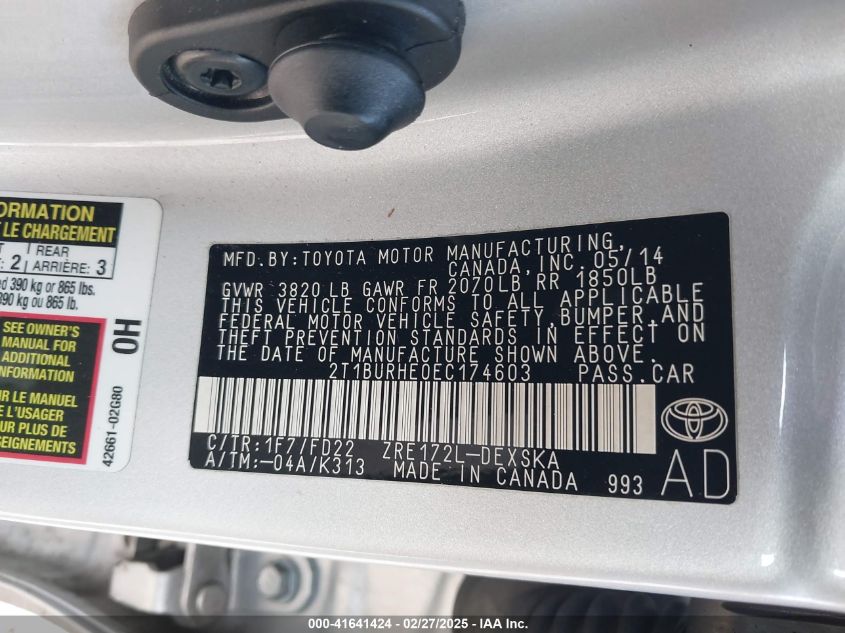 ORMATION
LE CHARGEMENT
2
REAR
ARRIÈRE: 3
390 kg or 865 lbs.
390 kg ou 865 lb.
SEE OWNER'S
MANUAL FOR
ADDITIONAL
INFORMATION
LE MANUEL
L'USAGER
OUR PLUS DE
SEIGNEMENTS
OH
42661-02G80
MFD. BY: TOYOTA MOTOR MANUFACTURING,
CANADA, INC. 05/14
GVWR 3820 LB GAWR FR 2070LB RR 1850LB
THIS VEHICLE CONFORMS TO ALL APPLICABLE
FEDERAL MOTOR VEHICLE SAFETY, BUMPER, AND
THEFT PREVENTION STANDARDS IN EFFECT ON
THE DATE OF MANUFACTURE SHOWN ABOVE.
2T1BURHE0EC174603 PASS.CAR
C/TR:1F7/FD22 ZRE172L-DEXSKA
A/TM:-04A/K313 MADE IN CANADA 993 AD
000-41641424 - 02/27/2025 - IAA Inc.